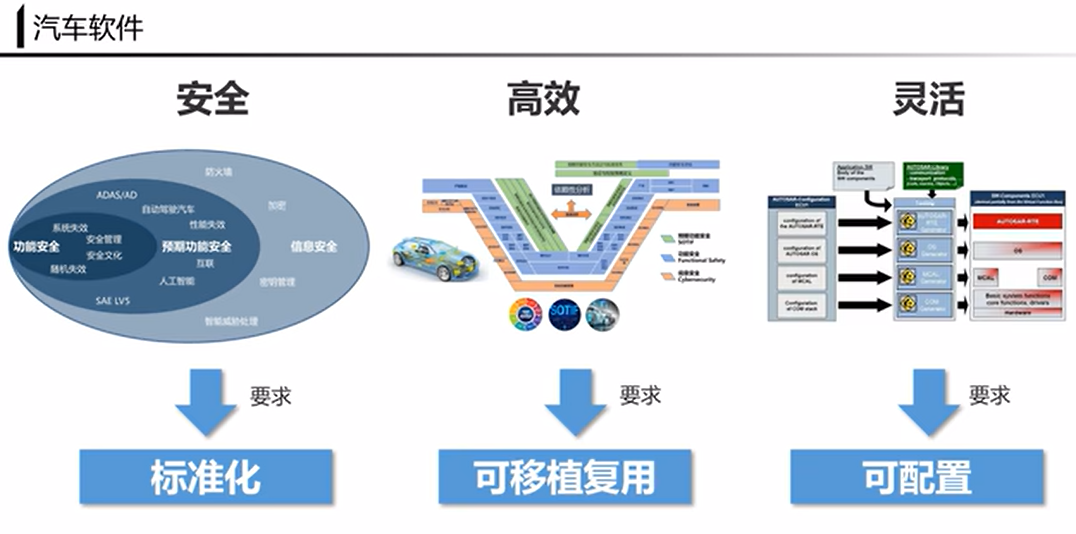 汽车软件
安全
高效
灵活
防火墙
ADAS/AD
加密
自动驾驶汽车
系统失效
性能失效
安全管理
功能安全
预期功能安全
信息安全
安全文化
互联
随机失效
人工智能
密钥管理
SAE LV5
智能威胁处理
依赖性分析
预期功能安全
SOTIF
功能安全
Functional Safety
信息安全
Cybersecurity
SOTIF
Application SW
Body of the
SW components
AUTOSAR-Library
communication
transport protocols
AUTOSAR-Configuration
ECU1
Tooling
SW-Components ECU1
configuration of
the AUTOSAR-RTE
AUTOSAR-
RTE
Generator
AUTOSAR-RTE
configuration of
AUTOSAR OS
OS
Generator
OS
configuration
of MCAL
MCAL
Generator
MCAL
COM
Configuration
of COM stack
COM
Generator
Basic system functions
core functions, drivers
Hardware
要求
要求
要求
标准化
可移植复用
可配置